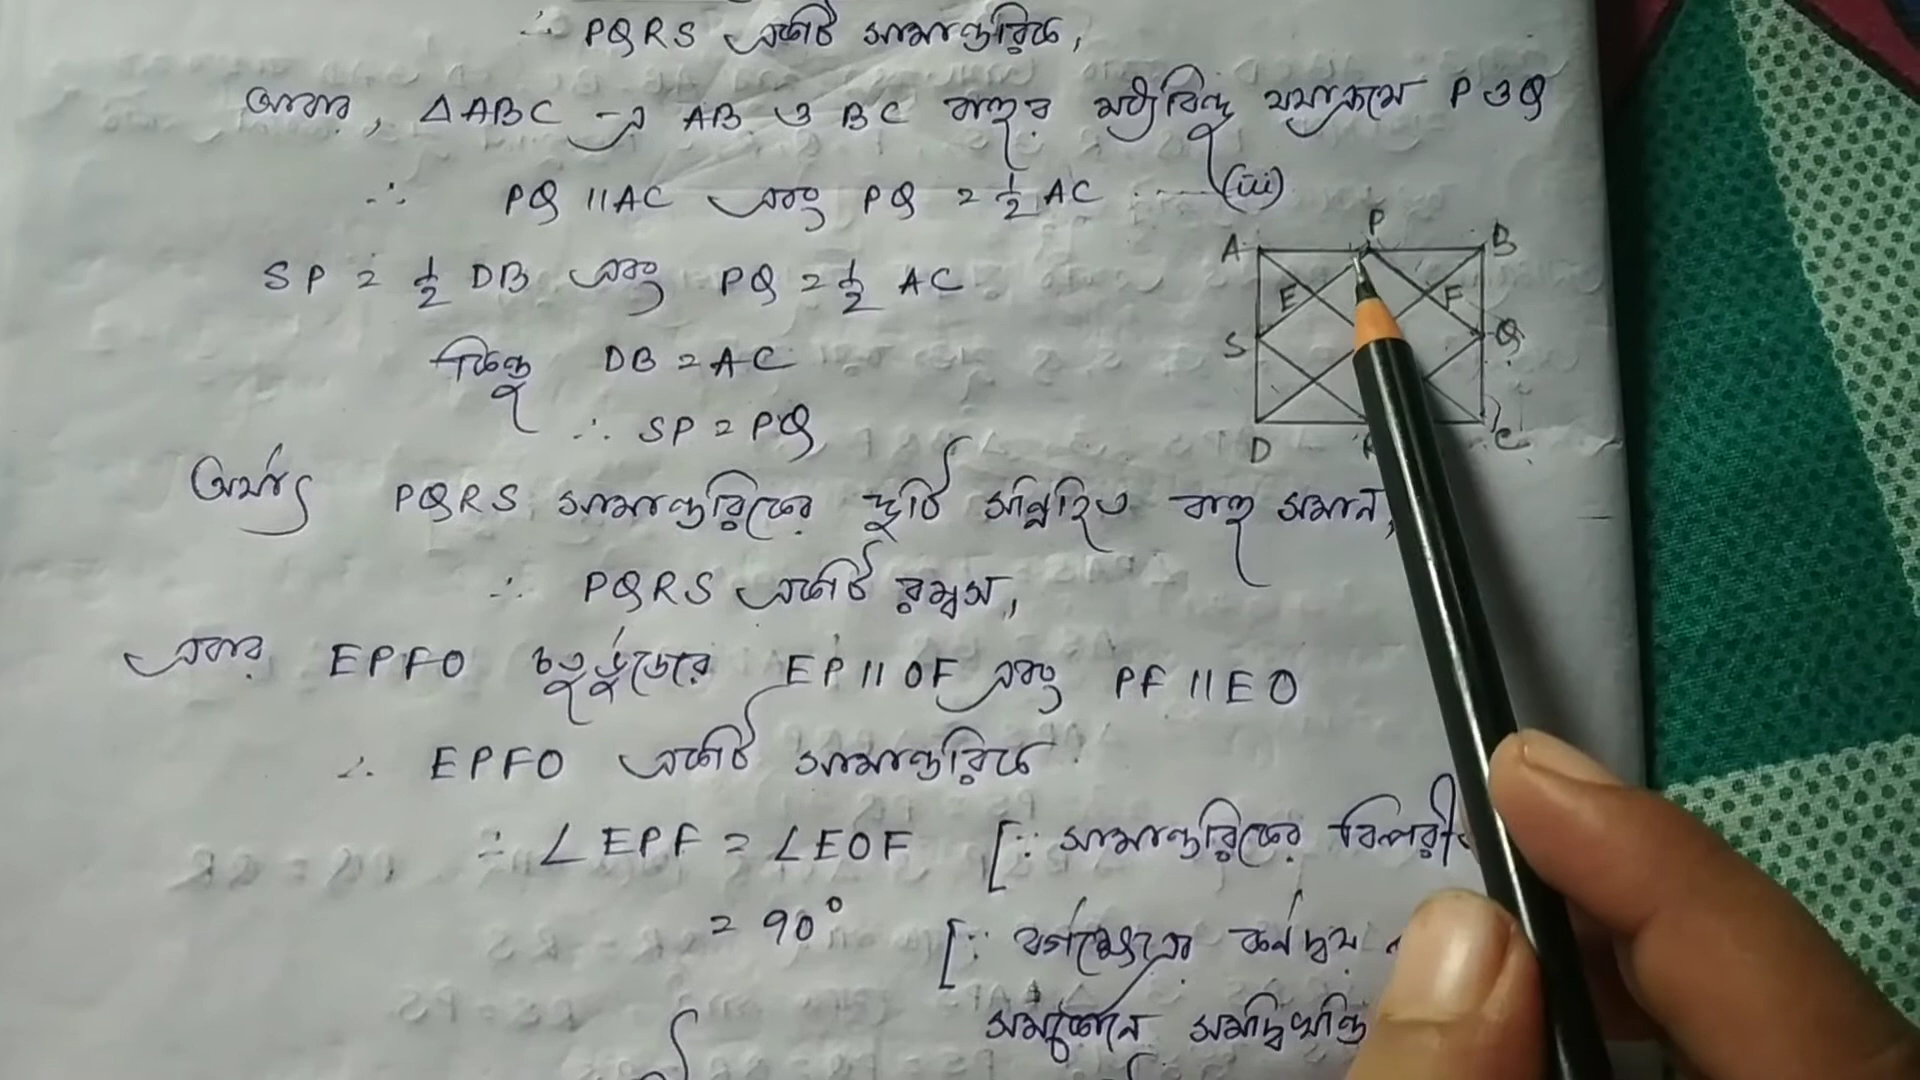 ∴ PQRS একটি সামান্তরিক,
আবার, △ABC -এ AB ও BC বাহুর মধ্যবিন্দু যথাক্রমে P ও Q
∴ PQ || AC এবং PQ = 1/2 AC ....... (iii)
SP = 1/2 DB এবং PQ = 1/2 AC
কিন্তু DB = AC
∴ SP = PQ
অর্থাৎ PQRS সামান্তরিকের দুটি সন্নিহিত বাহু সমান,
∴ PQRS একটি রম্বস,
এবার EPFO চতুর্ভুজের EP || OF এবং PF || EO
∴ EPFO একটি সামান্তরিক
∴ ∠EPF = ∠EOF [∵ সামান্তরিকের বিপরীত
= 90° [∵ বর্গক্ষেত্রের কর্ণদ্বয়
সমকোণে সমদ্বিখন্ডি
A P B
E F
S Q
D R C